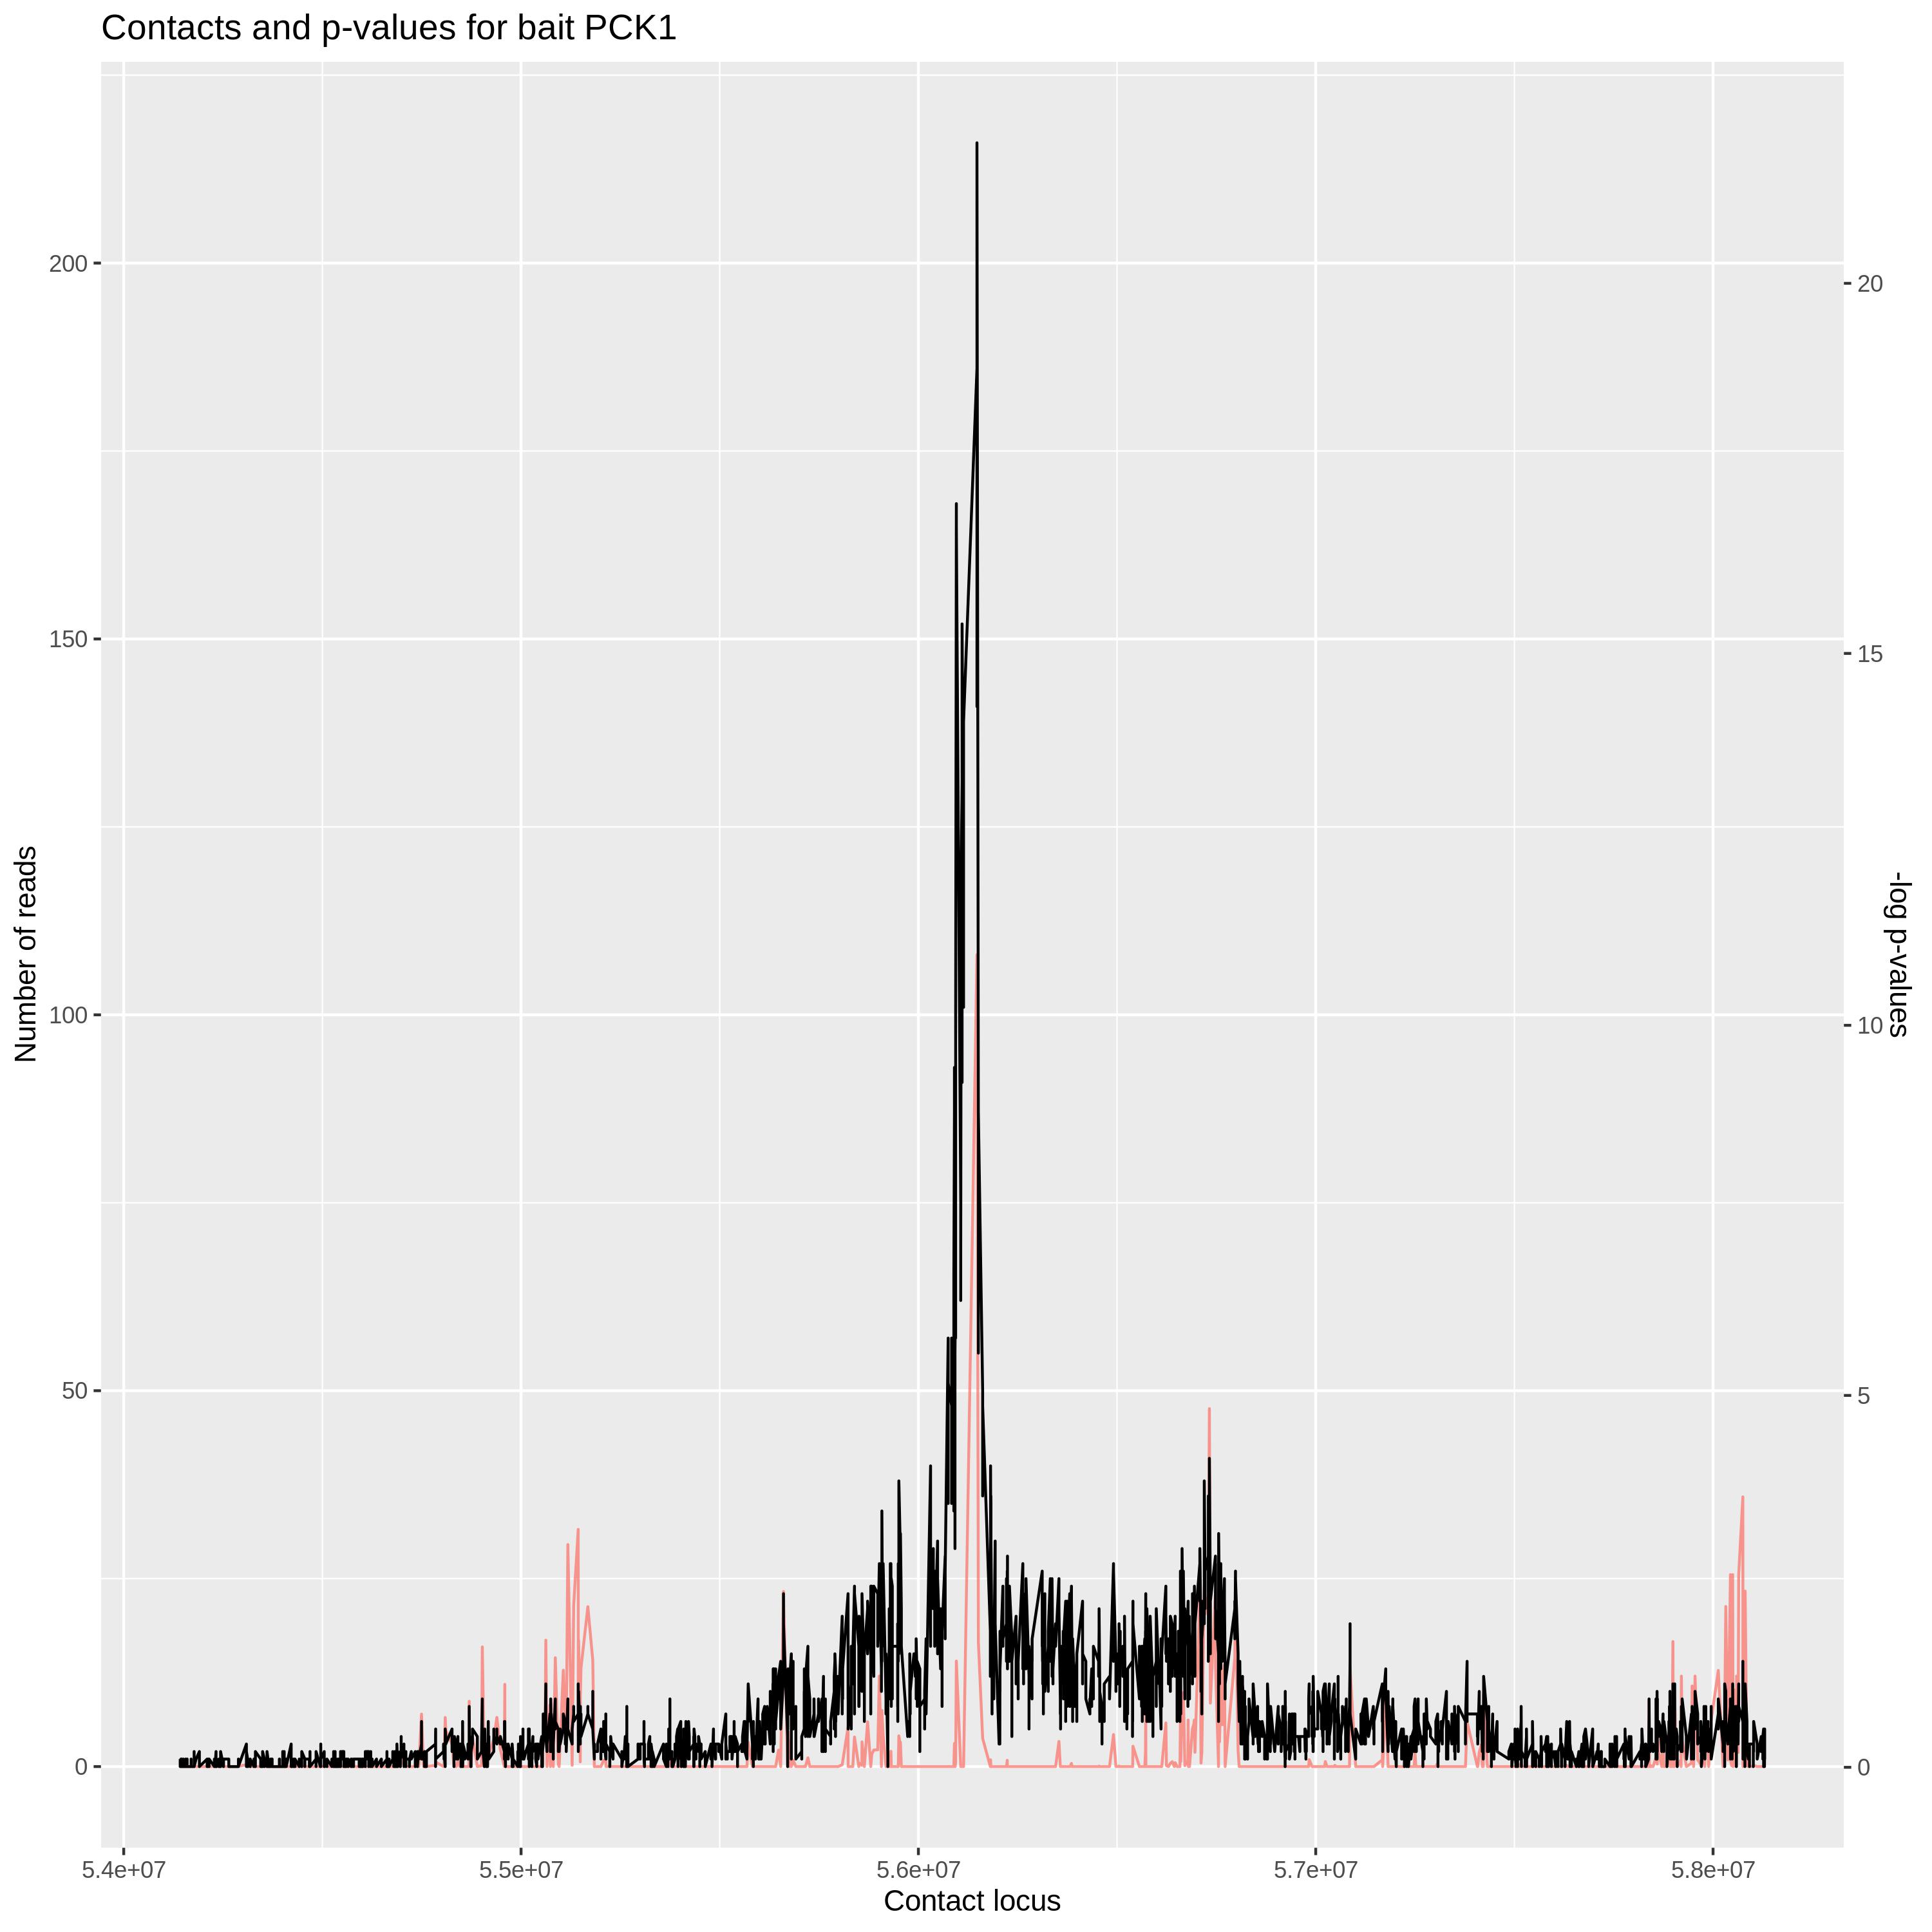 Contacts and p-values for bait PCK1
200
150
100
50
0
Number of reads
20
15
10
5
0
-log p-values
5.4e+07
5.5e+07
5.6e+07
5.7e+07
5.8e+07
Contact locus